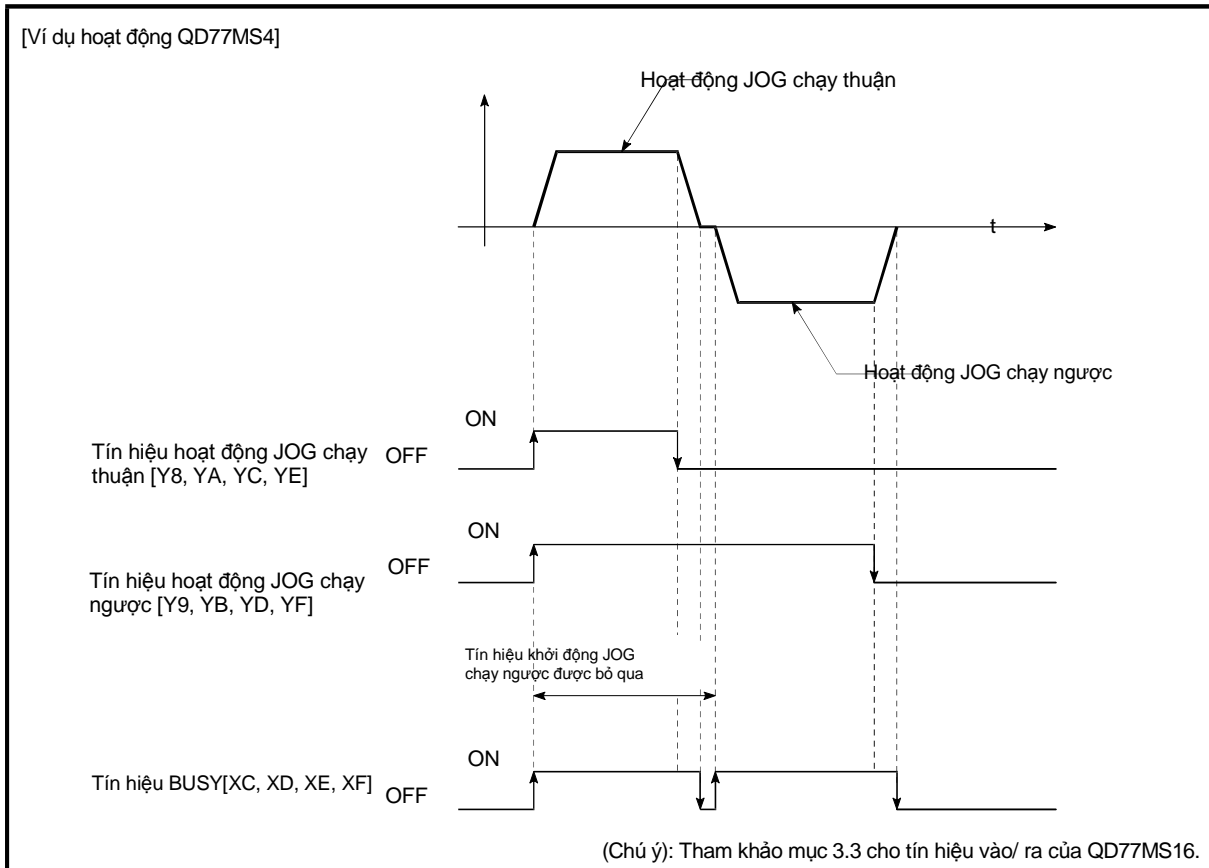 [Ví dụ hoạt động QD77MS4]
Hoạt động JOG chạy thuận
t
Hoạt động JOG chạy ngược
ON
Tín hiệu hoạt động JOG chạy
thuận [Y8, YA, YC, YE]
OFF
ON
Tín hiệu hoạt động JOG chạy
ngược [Y9, YB, YD, YF]
OFF
Tín hiệu khởi động JOG
chạy ngược được bỏ qua
ON
Tín hiệu BUSY[XC, XD, XE, XF]
OFF
(Chú ý): Tham khảo mục 3.3 cho tín hiệu vào/ ra của QD77MS16.